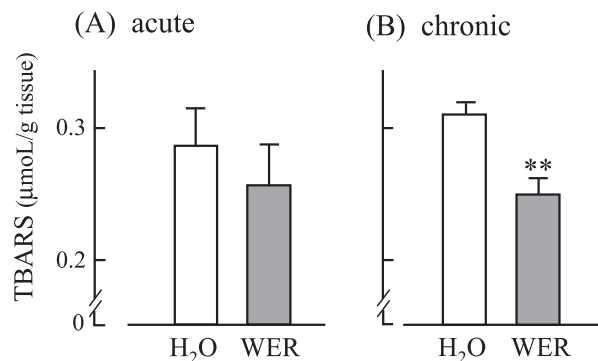 (A) acute
(B) chronic
TBARS (μmoL/g tissue)
0.3
0.2
0
**
H₂O WER
H₂O WER